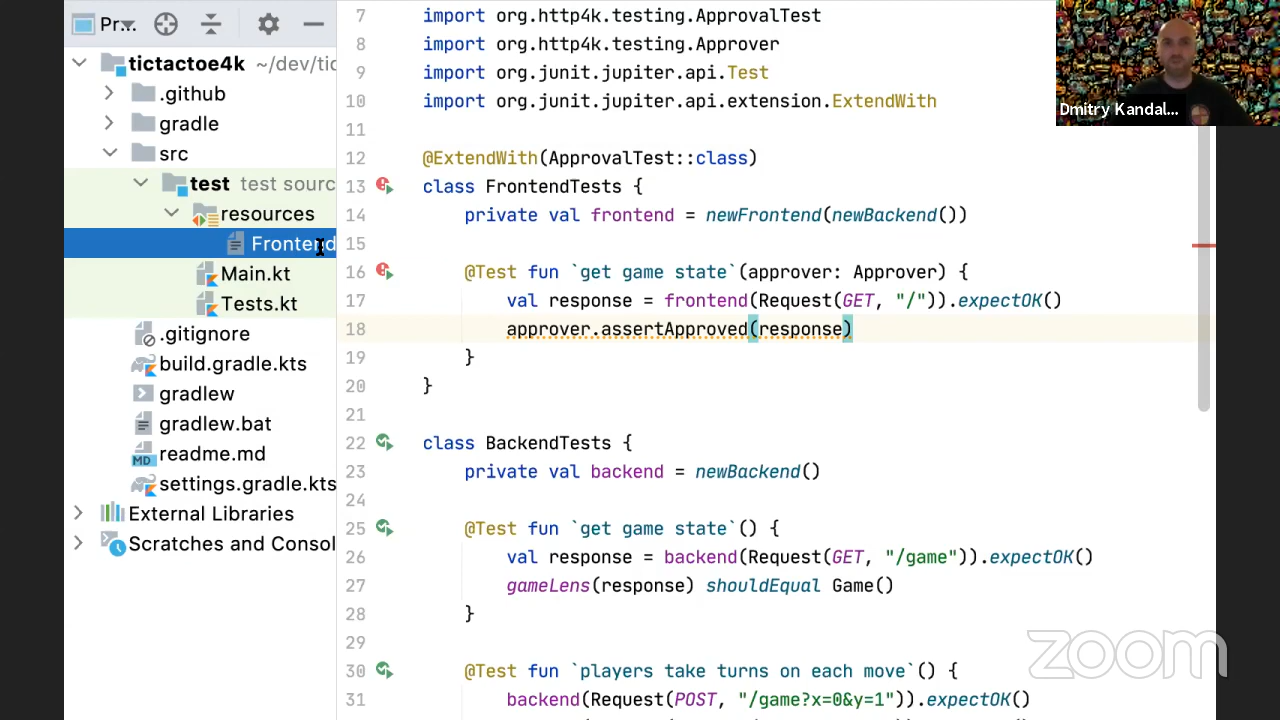 Pr...
tictactoe4k ~/dev/tic
.github
gradle
src
test test sourc
resources
Frontend
Main.kt
Tests.kt
.gitignore
build.gradle.kts
gradlew
gradlew.bat
MD readme.md
settings.gradle.kts
External Libraries
Scratches and Consol
7 import org.http4k.testing.ApprovalTest
8 import org.http4k.testing.Approver
9 import org.junit.jupiter.api.Test
10 import org.junit.jupiter.api.extension.ExtendWith
11
12 @ExtendWith(ApprovalTest::class)
13 class FrontendTests {
14 private val frontend = newFrontend(newBackend())
15
16 @Test fun `get game state`(approver: Approver) {
17 val response = frontend(Request(GET, "/")).expectOK()
18 approver.assertApproved(response)
19 }
20 }
21
22 class BackendTests {
23 private val backend = newBackend()
24
25 @Test fun `get game state`() {
26 val response = backend(Request(GET, "/game")).expectOK()
27 gameLens(response) shouldEqual Game()
28 }
29
30 @Test fun `players take turns on each move`() {
31 backend(Request(POST, "/game?x=0&y=1")).expectOK()
Dmitry Kandal...
zoom